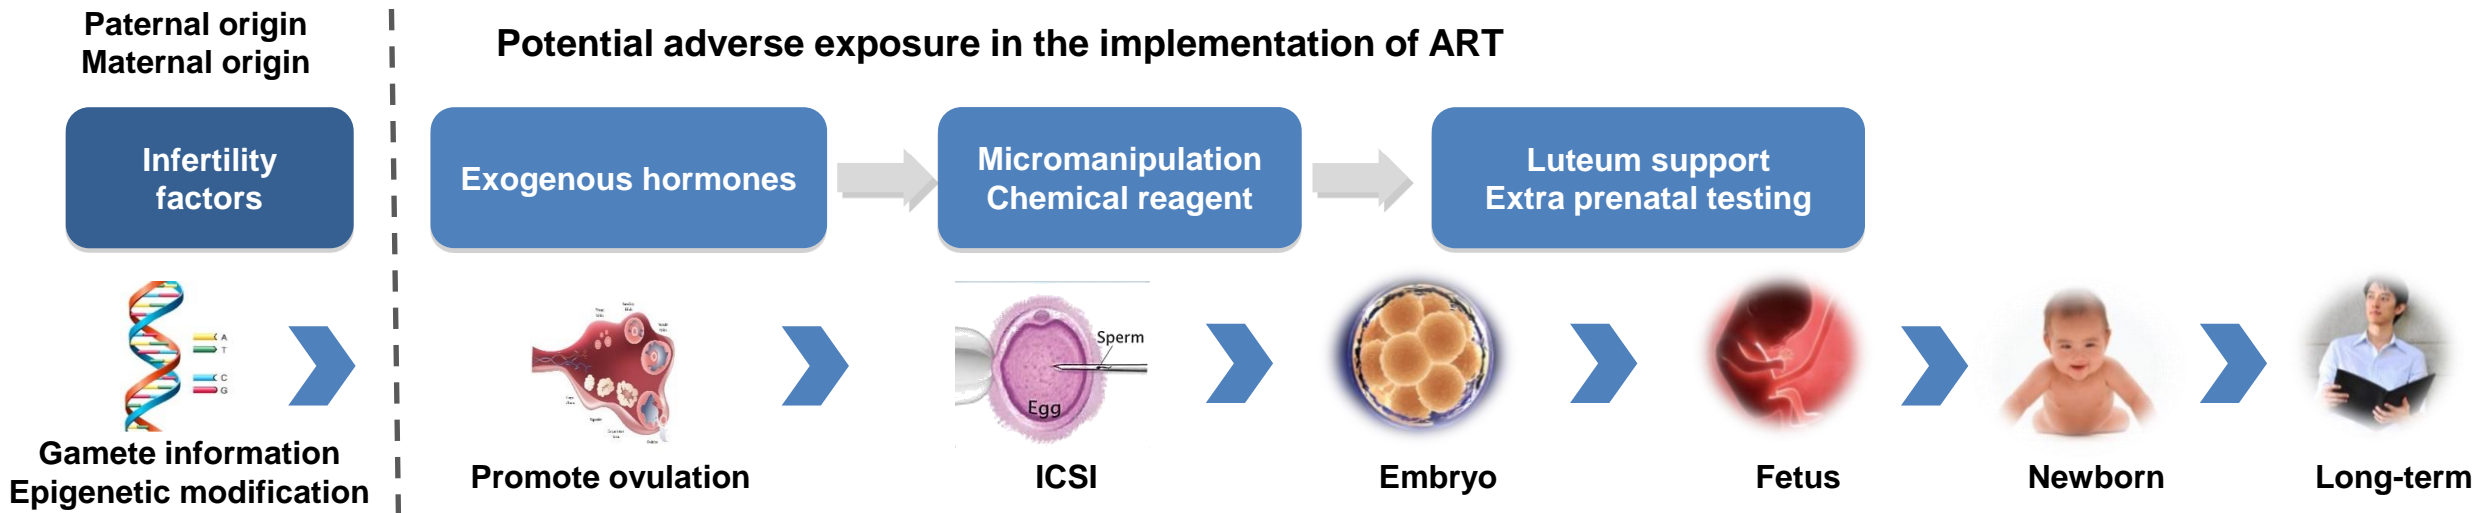 Paternal origin
Maternal origin
Potential adverse exposure in the implementation of ART
Infertility
factors
Exogenous hormones
Micromanipulation
Chemical reagent
Luteum support
Extra prenatal testing
A
T
C
G
Sperm
Egg
Gamete information
Epigenetic modification
Promote ovulation
ICSI
Embryo
Fetus
Newborn
Long-term